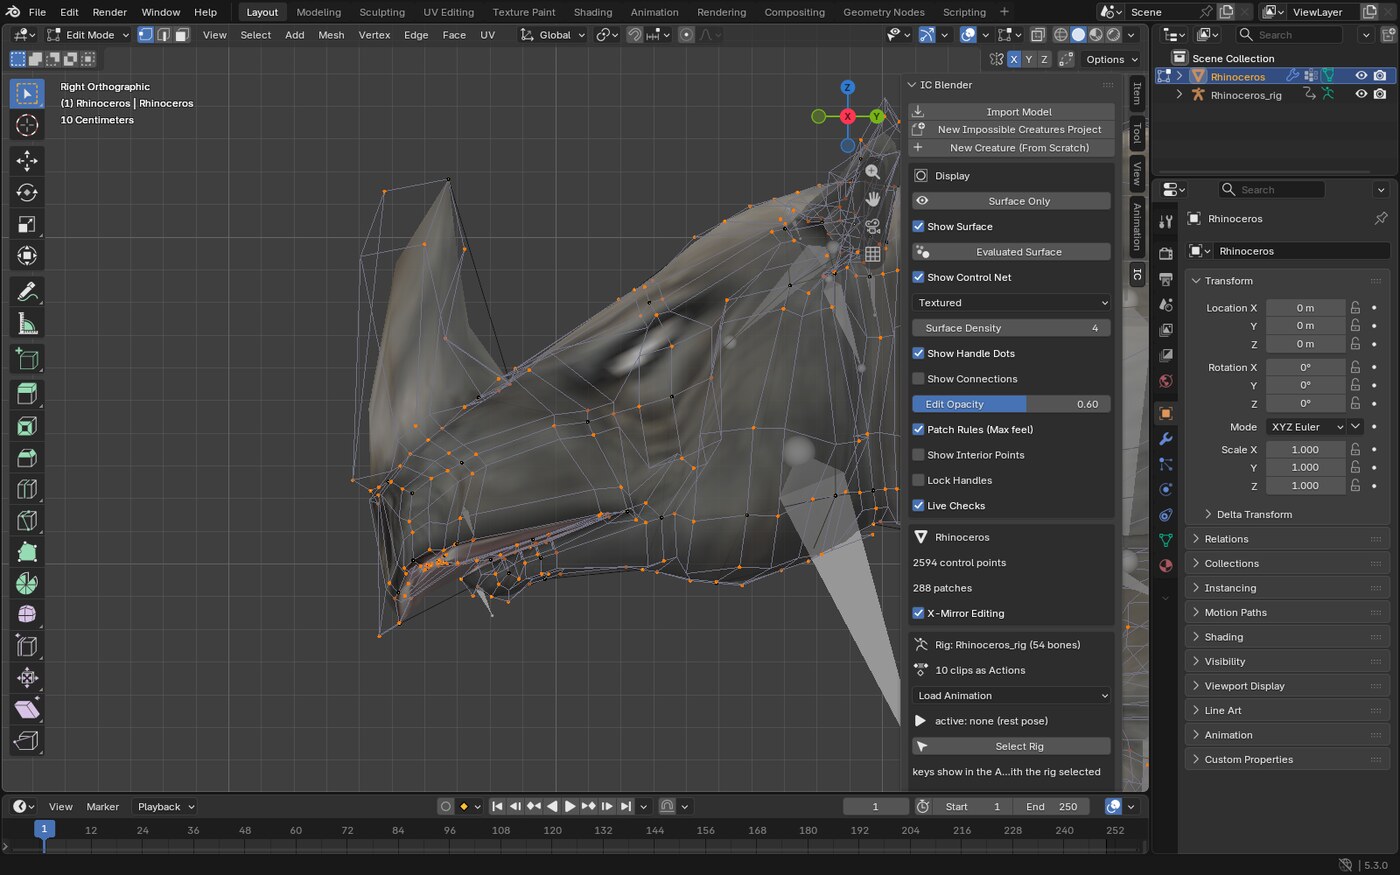 File Edit Render Window Help Layout Modeling Sculpting UV Editing Texture Paint Shading Animation Rendering Compositing Geometry Nodes Scripting + Scene ViewLayer
Edit Mode View Select Add Mesh Vertex Edge Face UV Global
X Y Z Options
Search
Scene Collection
Rhinoceros
Rhinoceros_rig
Right Orthographic
(1) Rhinoceros | Rhinoceros
10 Centimeters
Z
X
Y
IC Blender
Import Model
New Impossible Creatures Project
New Creature (From Scratch)
Display
Surface Only
Show Surface
Evaluated Surface
Show Control Net
Textured
Surface Density 4
Show Handle Dots
Show Connections
Edit Opacity 0.60
Patch Rules (Max feel)
Show Interior Points
Lock Handles
Live Checks
Rhinoceros
2594 control points
288 patches
X-Mirror Editing
Rig: Rhinoceros_rig (54 bones)
10 clips as Actions
Load Animation
active: none (rest pose)
Select Rig
keys show in the A...ith the rig selected
Item
Tool
View
Animation
IC
Search
Rhinoceros
Rhinoceros
Transform
Location X 0 m
Y 0 m
Z 0 m
Rotation X 0°
Y 0°
Z 0°
Mode XYZ Euler
Scale X 1.000
Y 1.000
Z 1.000
Delta Transform
Relations
Collections
Instancing
Motion Paths
Shading
Visibility
Viewport Display
Line Art
Animation
Custom Properties
View Marker Playback 1 Start 1 End 250
1 12 24 36 48 60 72 84 96 108 120 132 144 156 168 180 192 204 216 228 240 252
5.3.0